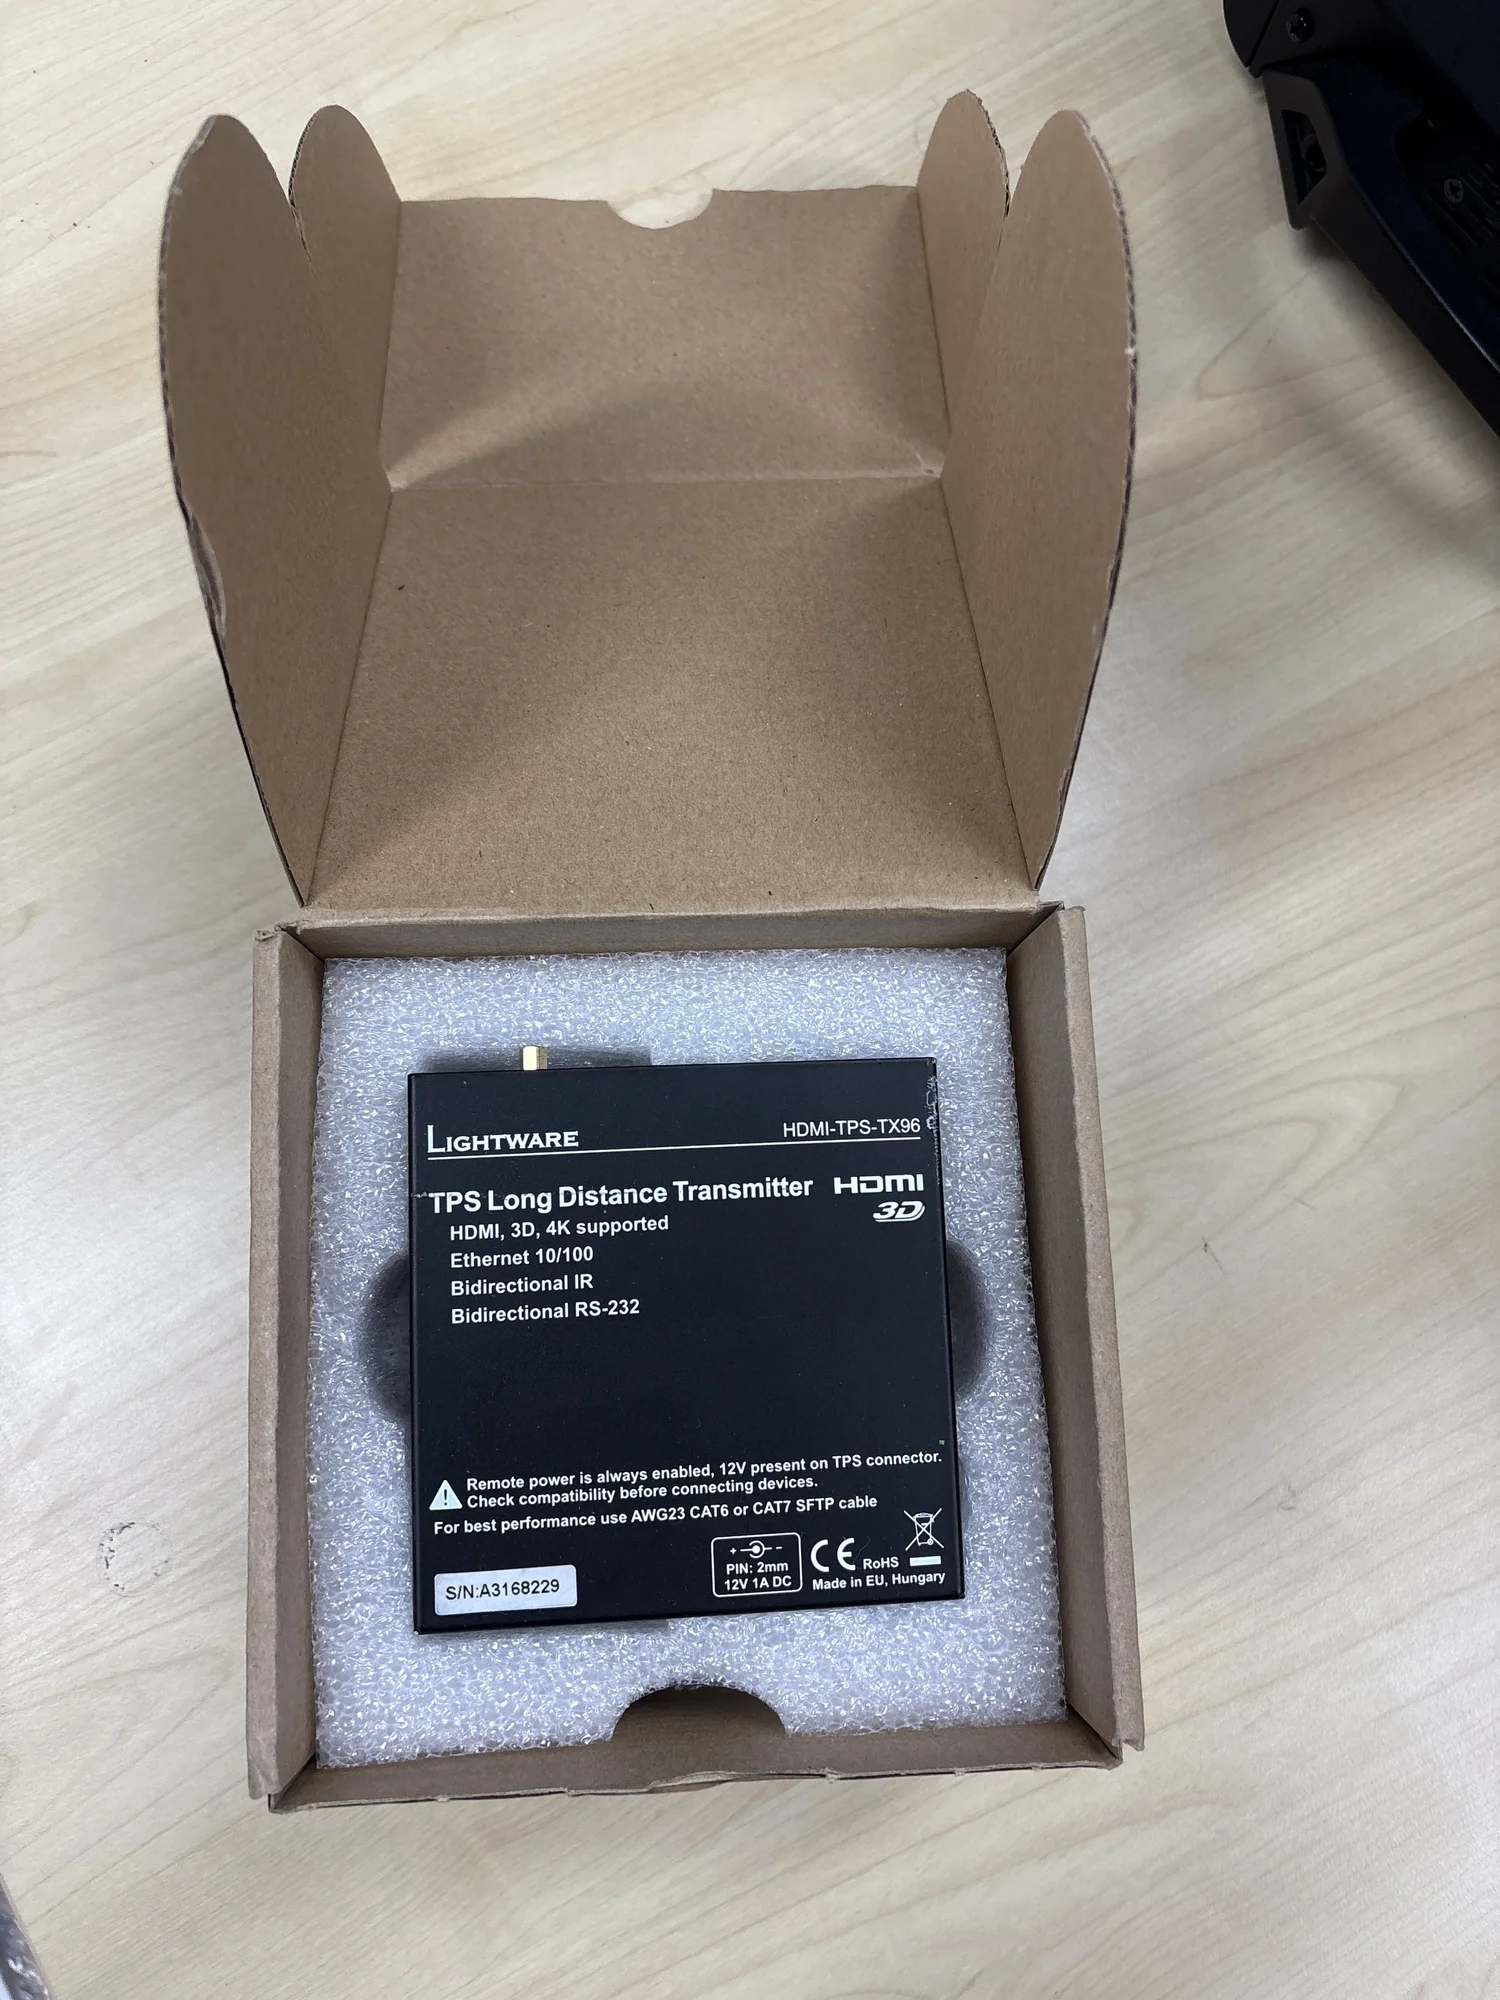 LIGHTWARE
HDMI-TPS-TX96
TPS Long Distance Transmitter
HDMI
3D
HDMI, 3D, 4K supported
Ethernet 10/100
Bidirectional IR
Bidirectional RS-232
Remote power is always enabled, 12V present on TPS connector.
Check compatibility before connecting devices.
For best performance use AWG23 CAT6 or CAT7 SFTP cable
S/N:A3168229
PIN: 2mm
12V 1A DC
CE
RoHS
Made in EU, Hungary